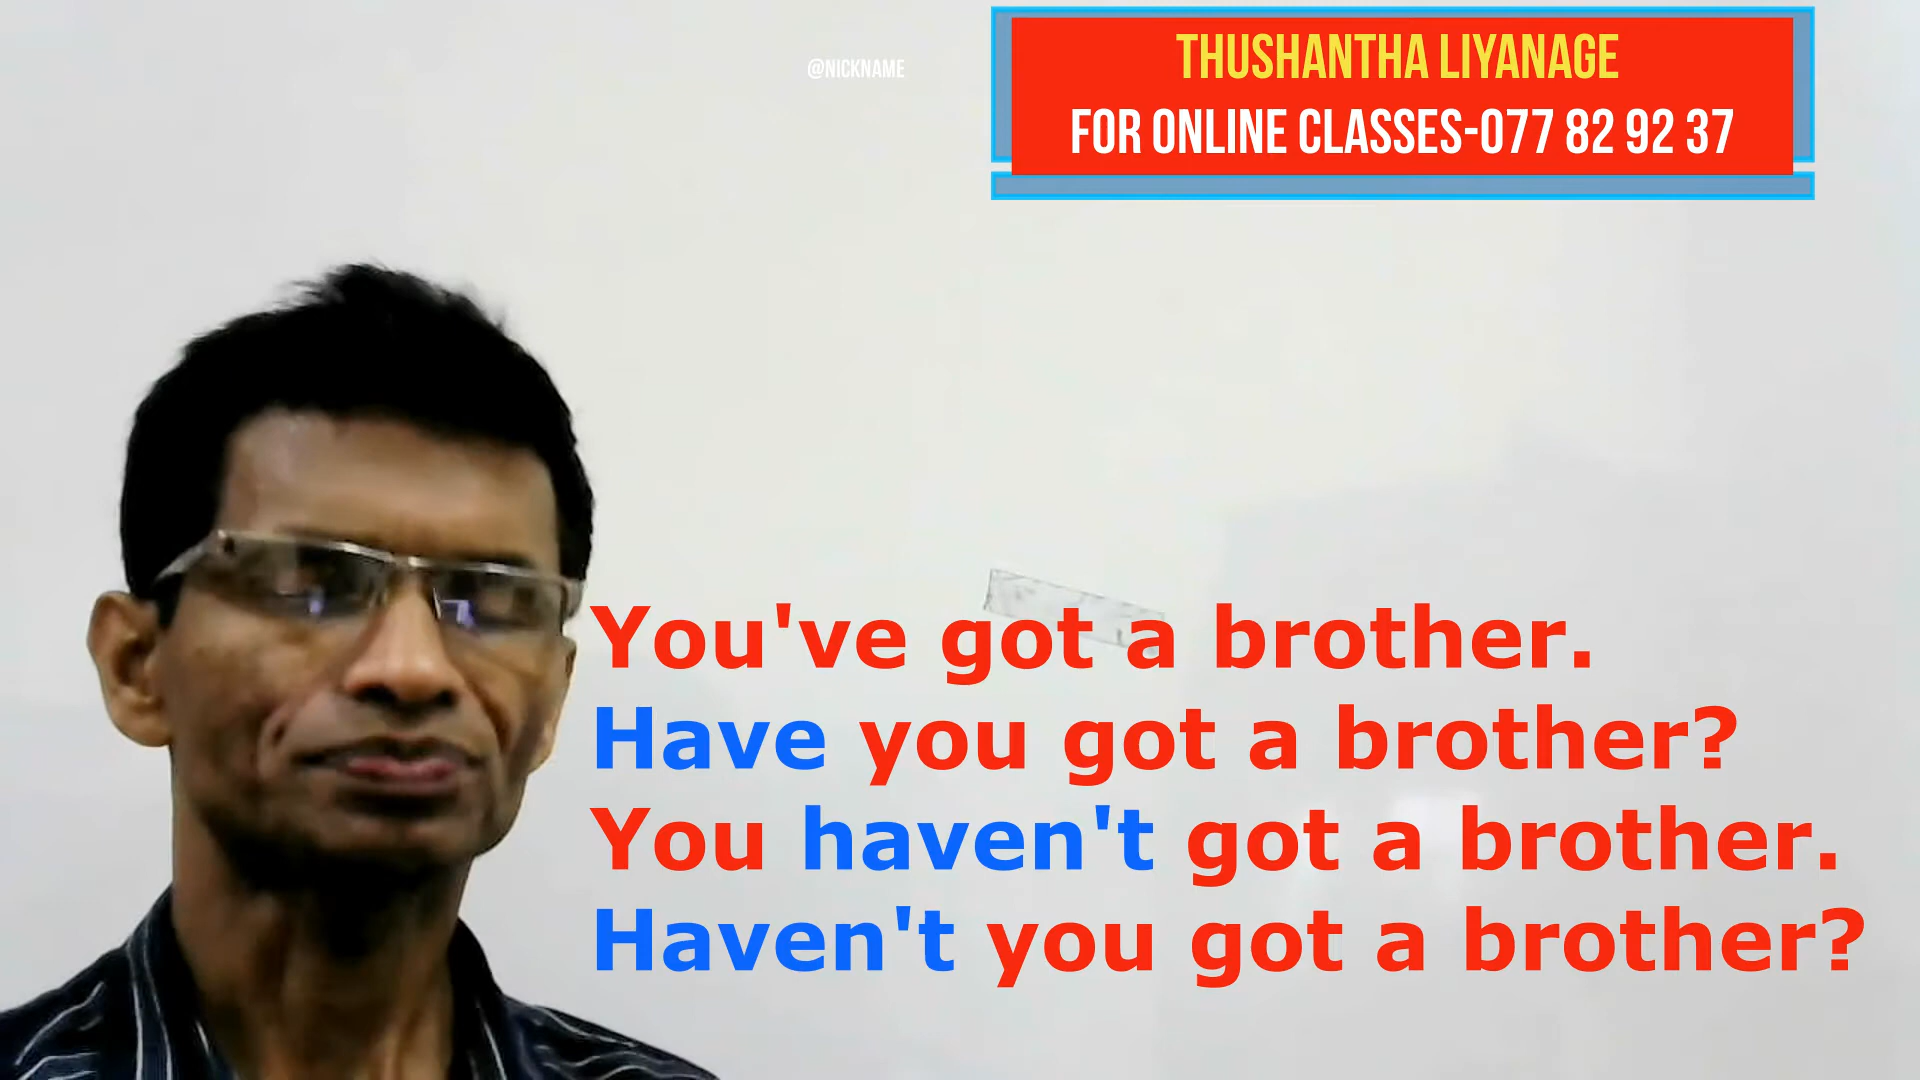 @NICKNAME
THUSHANTHA LIYANAGE
FOR ONLINE CLASSES-077 82 92 37
You've got a brother.
Have you got a brother?
You haven't got a brother.
Haven't you got a brother?